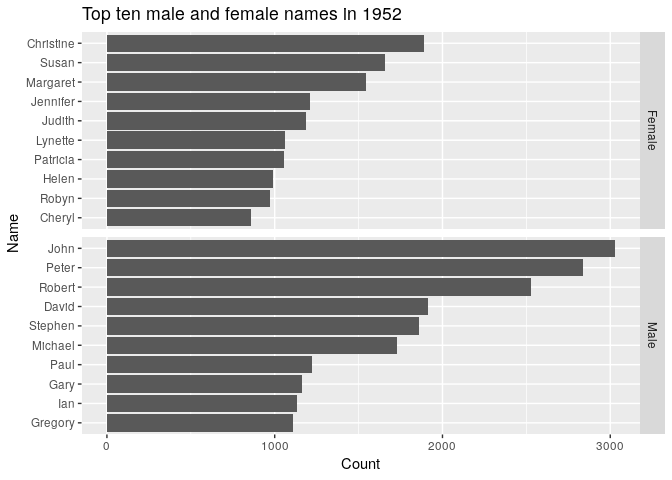 Top ten male and female names in 1952
Christine
Susan
Margaret
Jennifer
Judith
Lynette
Patricia
Helen
Robyn
Cheryl
Female
Name
John
Peter
Robert
David
Stephen
Michael
Paul
Gary
Ian
Gregory
Male
0 1000 2000 3000
Count